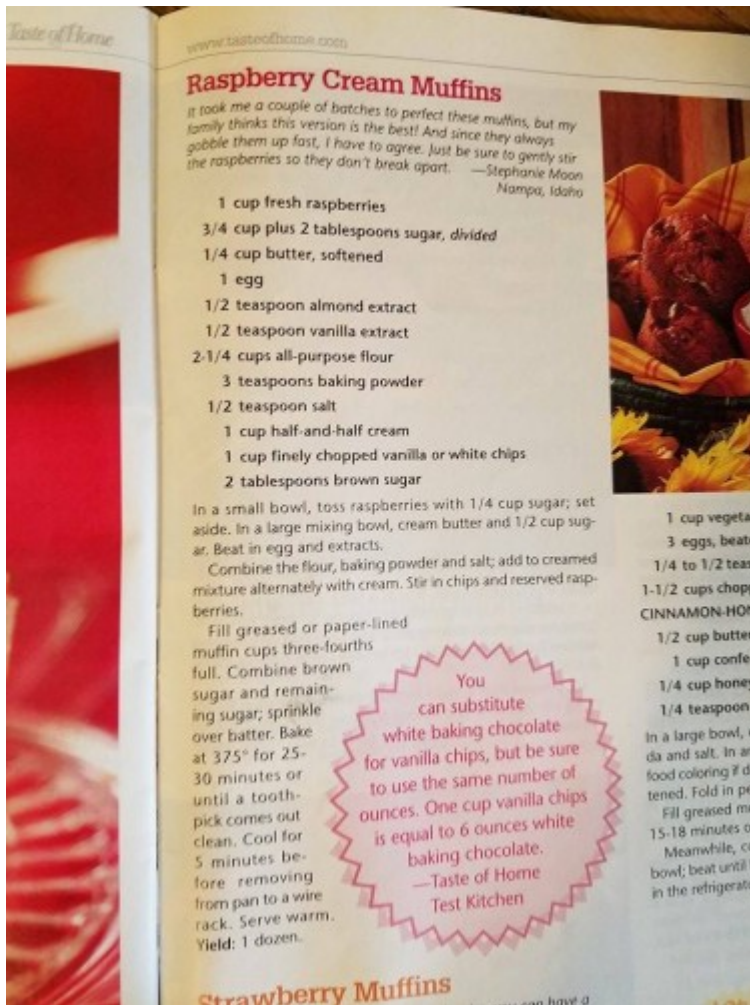 Taste of Home
www.tasteofhome.com
Raspberry Cream Muffins
It took me a couple of batches to perfect these muffins, but my
family thinks this version is the best! And since they always
gobble them up fast, I have to agree. Just be sure to gently stir
the raspberries so they don't break apart. —Stephanie Moon
Nampa, Idaho
1 cup fresh raspberries
3/4 cup plus 2 tablespoons sugar, divided
1/4 cup butter, softened
1 egg
1/2 teaspoon almond extract
1/2 teaspoon vanilla extract
2-1/4 cups all-purpose flour
3 teaspoons baking powder
1/2 teaspoon salt
1 cup half-and-half cream
1 cup finely chopped vanilla or white chips
2 tablespoons brown sugar
In a small bowl, toss raspberries with 1/4 cup sugar; set
aside. In a large mixing bowl, cream butter and 1/2 cup sug-
ar. Beat in egg and extracts.
Combine the flour, baking powder and salt; add to creamed
mixture alternately with cream. Stir in chips and reserved rasp-
berries.
Fill greased or paper-lined
muffin cups three-fourths
full. Combine brown
sugar and remain-
ing sugar; sprinkle
over batter. Bake
at 375° for 25-
30 minutes or
until a tooth-
pick comes out
clean. Cool for
5 minutes be-
fore removing
from pan to a wire
rack. Serve warm.
Yield: 1 dozen.
You
can substitute
white baking chocolate
for vanilla chips, but be sure
to use the same number of
ounces. One cup vanilla chips
is equal to 6 ounces white
baking chocolate.
—Taste of Home
Test Kitchen
Strawberry Muffins
can have a
1 cup vegeta
3 eggs, beat
1/4 to 1/2 teas
1-1/2 cups chop
CINNAMON-HON
1/2 cup butte
1 cup confe
1/4 cup honey
1/4 teaspoon
In a large bowl,
da and salt. In a
food coloring if d
tened. Fold in pe
Fill greased m
15-18 minutes o
Meanwhile, c
bowl; beat until
in the refrigerat